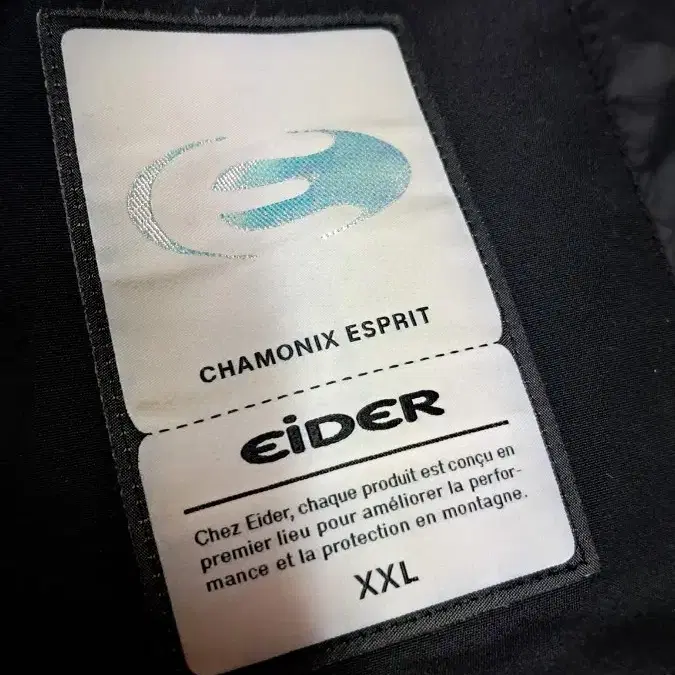 CHAMONIX ESPRIT
EiDER
Chez Eider, chaque produit est conçu en
premier lieu pour améliorer la perfor-
mance et la protection en montagne.
XXL